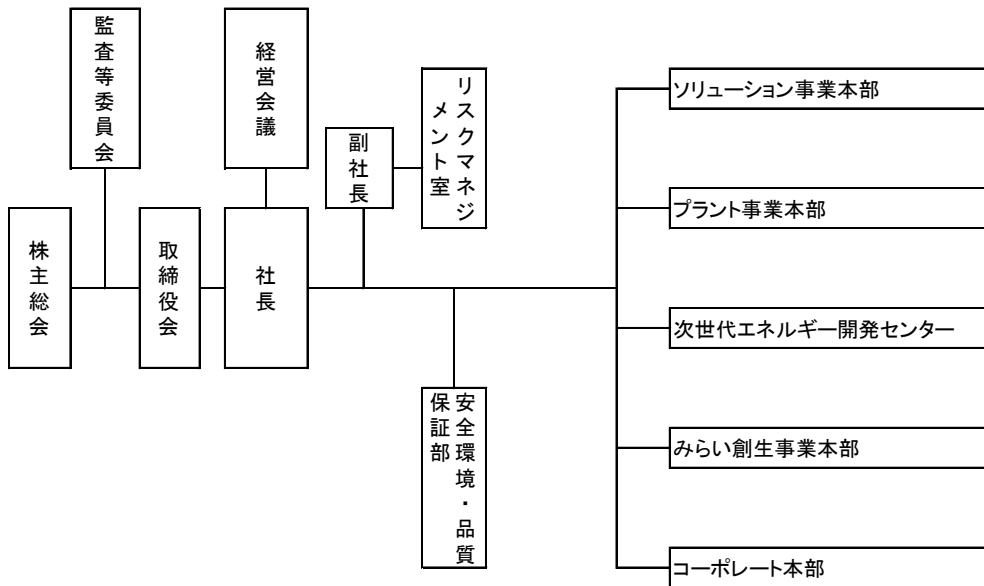 監査等委員会
経営会議
副社長
リスクマネジ
メント室
株主総会
取締役会
社長
安全環境・品質
保証部
ソリューション事業本部
プラント事業本部
次世代エネルギー開発センター
みらい創生事業本部
コーポレート本部